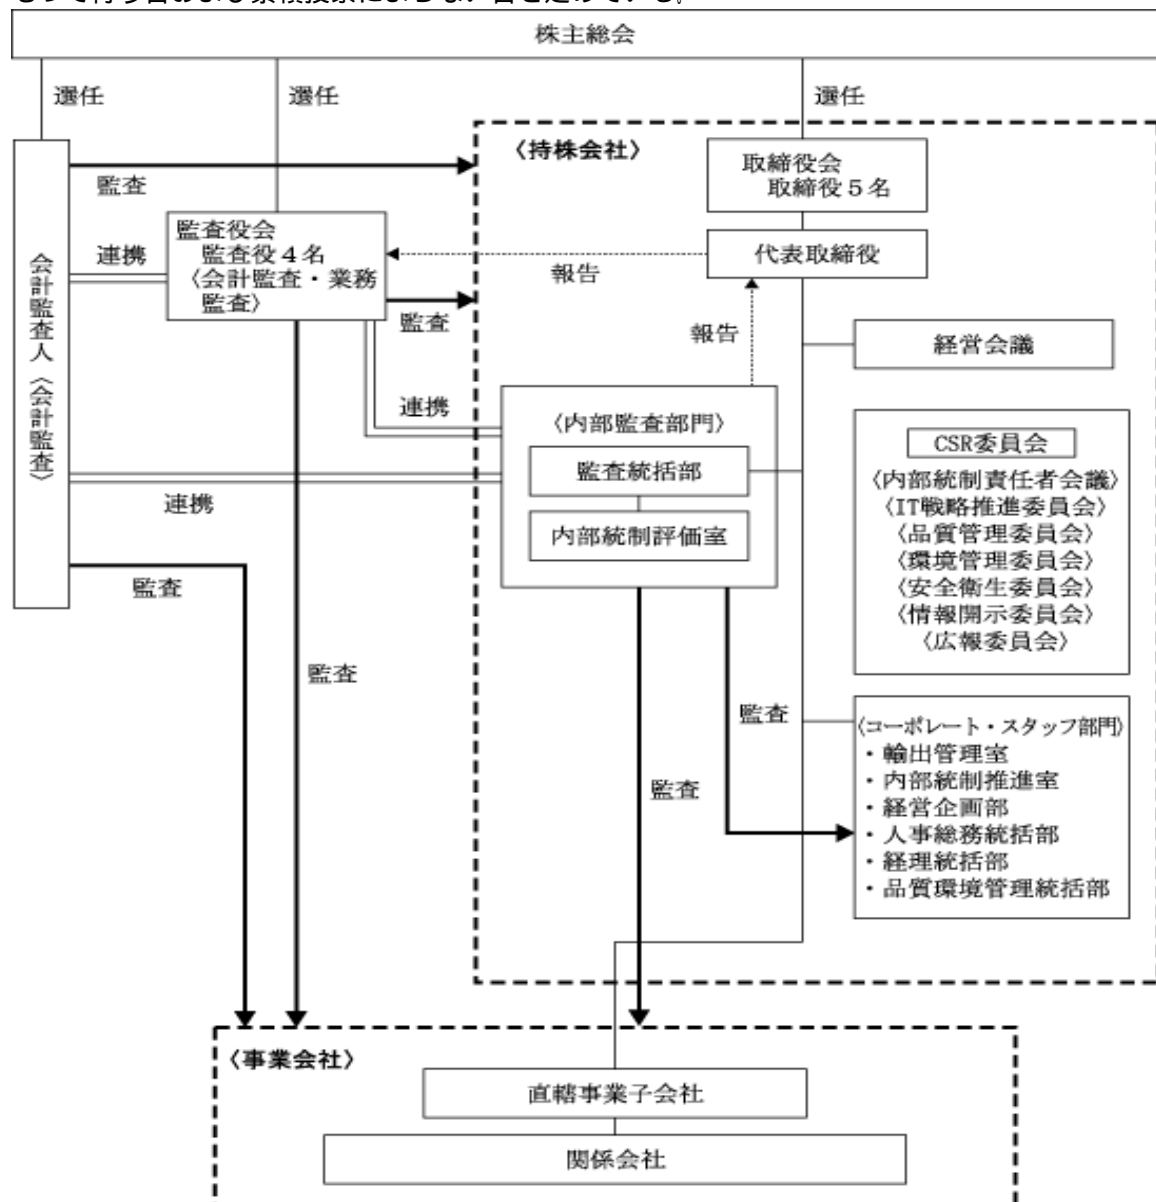 株主総会
選任
選任
選任
〈持株会社〉
取締役会
取締役5名
監査
監査役会
監査役4名
〈会計監査・業務
監査〉
連携
代表取締役
報告
会計監査人〈会計監査〉
監査
報告
経営会議
連携
〈内部監査部門〉
監査統括部
内部統制評価室
CSR委員会
〈内部統制責任者会議〉
〈IT戦略推進委員会〉
〈品質管理委員会〉
〈環境管理委員会〉
〈安全衛生委員会〉
〈情報開示委員会〉
〈広報委員会〉
連携
監査
監査
監査
監査
〈コーポレート・スタッフ部門〉
・輸出管理室
・内部統制推進室
・経営企画部
・人事総務統括部
・経理統括部
・品質環境管理統括部
〈事業会社〉
直轄事業子会社
関係会社